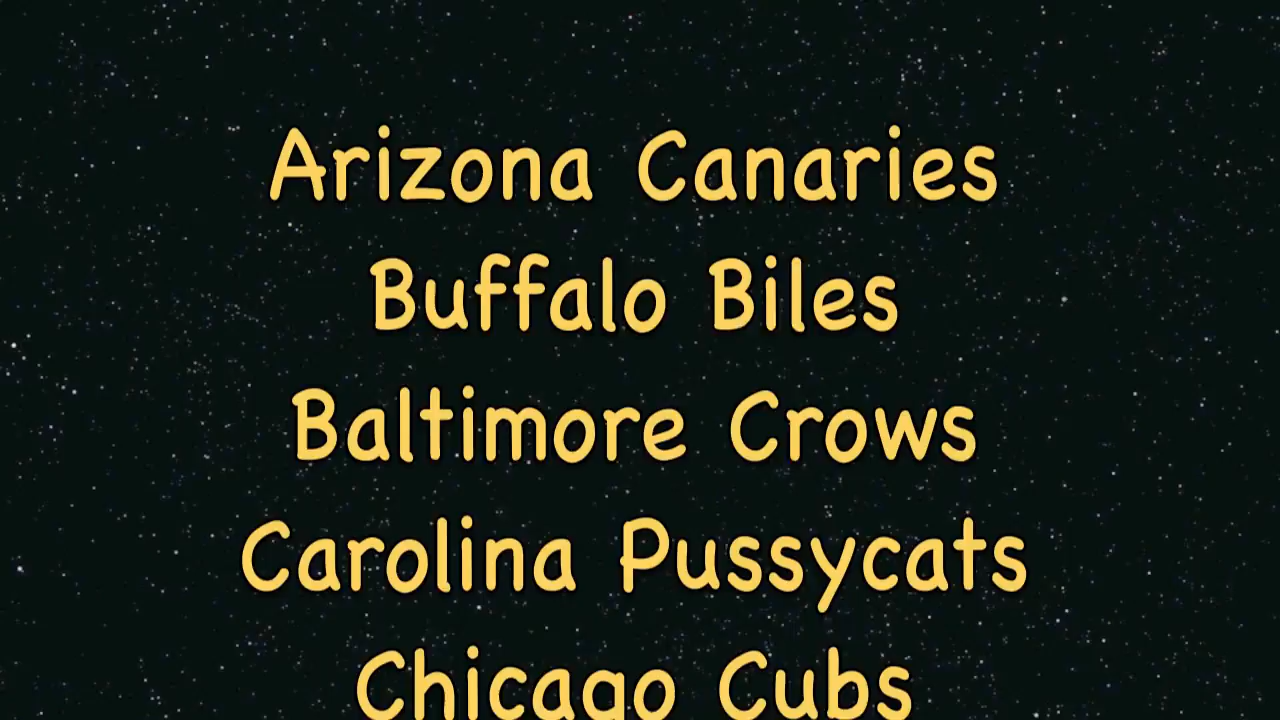 Arizona Canaries
Buffalo Biles
Baltimore Crows
Carolina Pussycats
Chicago Cubs